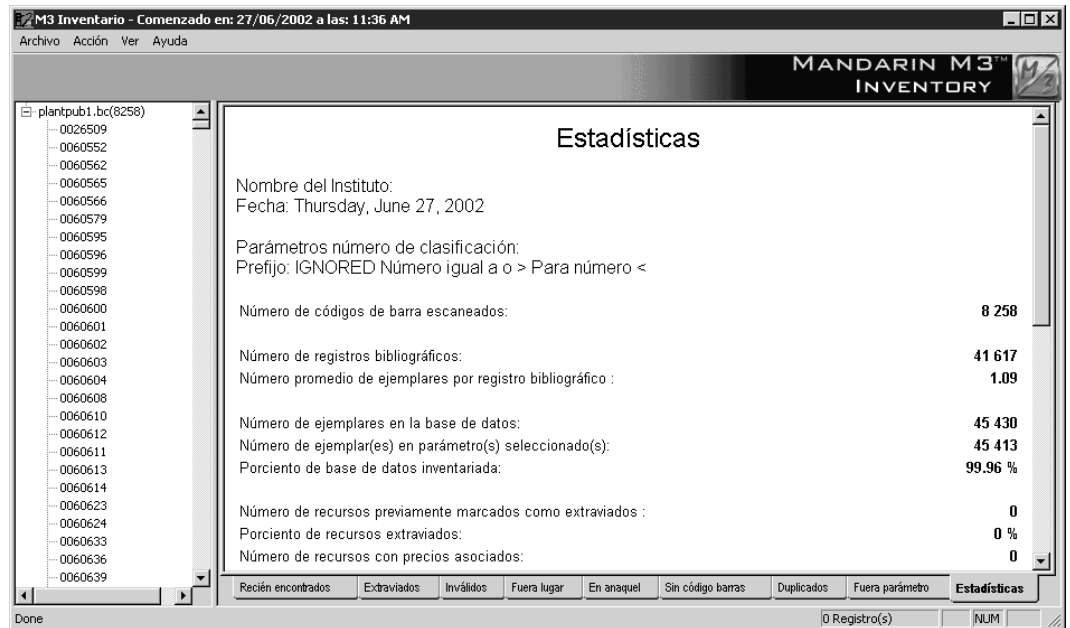 M3 Inventario - Comenzado en: 27/06/2002 a las: 11:36 AM
Archivo Acción Ver Ayuda
MANDARIN M3™
INVENTORY
M/3
plantpub1.bc(8258)
0026509
0060552
0060562
0060565
0060566
0060579
0060595
0060596
0060599
0060598
0060600
0060601
0060602
0060603
0060604
0060608
0060610
0060612
0060611
0060613
0060614
0060623
0060624
0060633
0060636
0060639
Estadísticas
Nombre del Instituto:
Fecha: Thursday, June 27, 2002
Parámetros número de clasificación:
Prefijo: IGNORED Número igual a o > Para número <
Número de códigos de barra escaneados: 8 258
Número de registros bibliográficos: 41 617
Número promedio de ejemplares por registro bibliográfico : 1.09
Número de ejemplares en la base de datos: 45 430
Número de ejemplar(es) en parámetro(s) seleccionado(s): 45 413
Porciento de base de datos inventariada: 99.96 %
Número de recursos previamente marcados como extraviados : 0
Porciento de recursos extraviados: 0 %
Número de recursos con precios asociados: 0
Recién encontrados Extraviados Inválidos Fuera lugar En anaquel Sin código barras Duplicados Fuera parámetro Estadísticas
Done 0 Registro(s) NUM